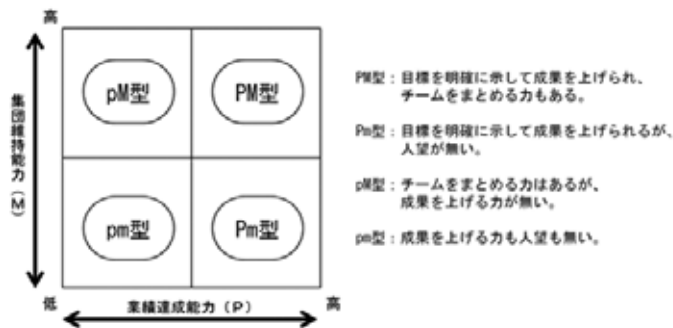 高
集団維持能力(M)
pM型
PM型
pm型
Pm型
低
業績達成能力(P)
高
PM型:目標を明確に示して成果を上げられ、
チームをまとめる力もある。
Pm型:目標を明確に示して成果を上げられるが、
人望が無い。
pM型:チームをまとめる力はあるが、
成果を上げる力が無い。
pm型:成果を上げる力も人望も無い。